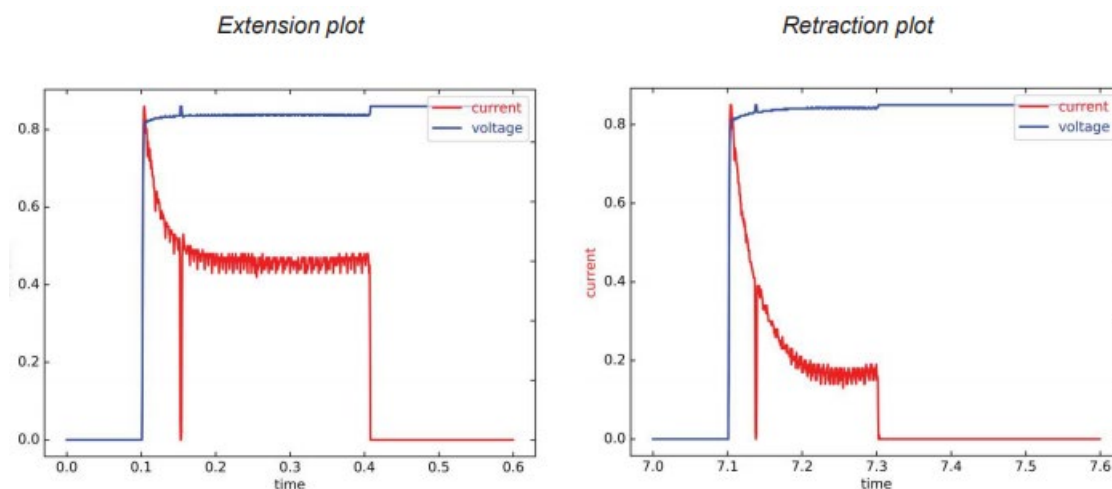 Extension plot
Retraction plot
current
voltage
0.8
0.6
0.4
0.2
0.0
0.0 0.1 0.2 0.3 0.4 0.5 0.6
time
current
voltage
0.8
0.6
0.4
0.2
0.0
current
7.0 7.1 7.2 7.3 7.4 7.5 7.6
time